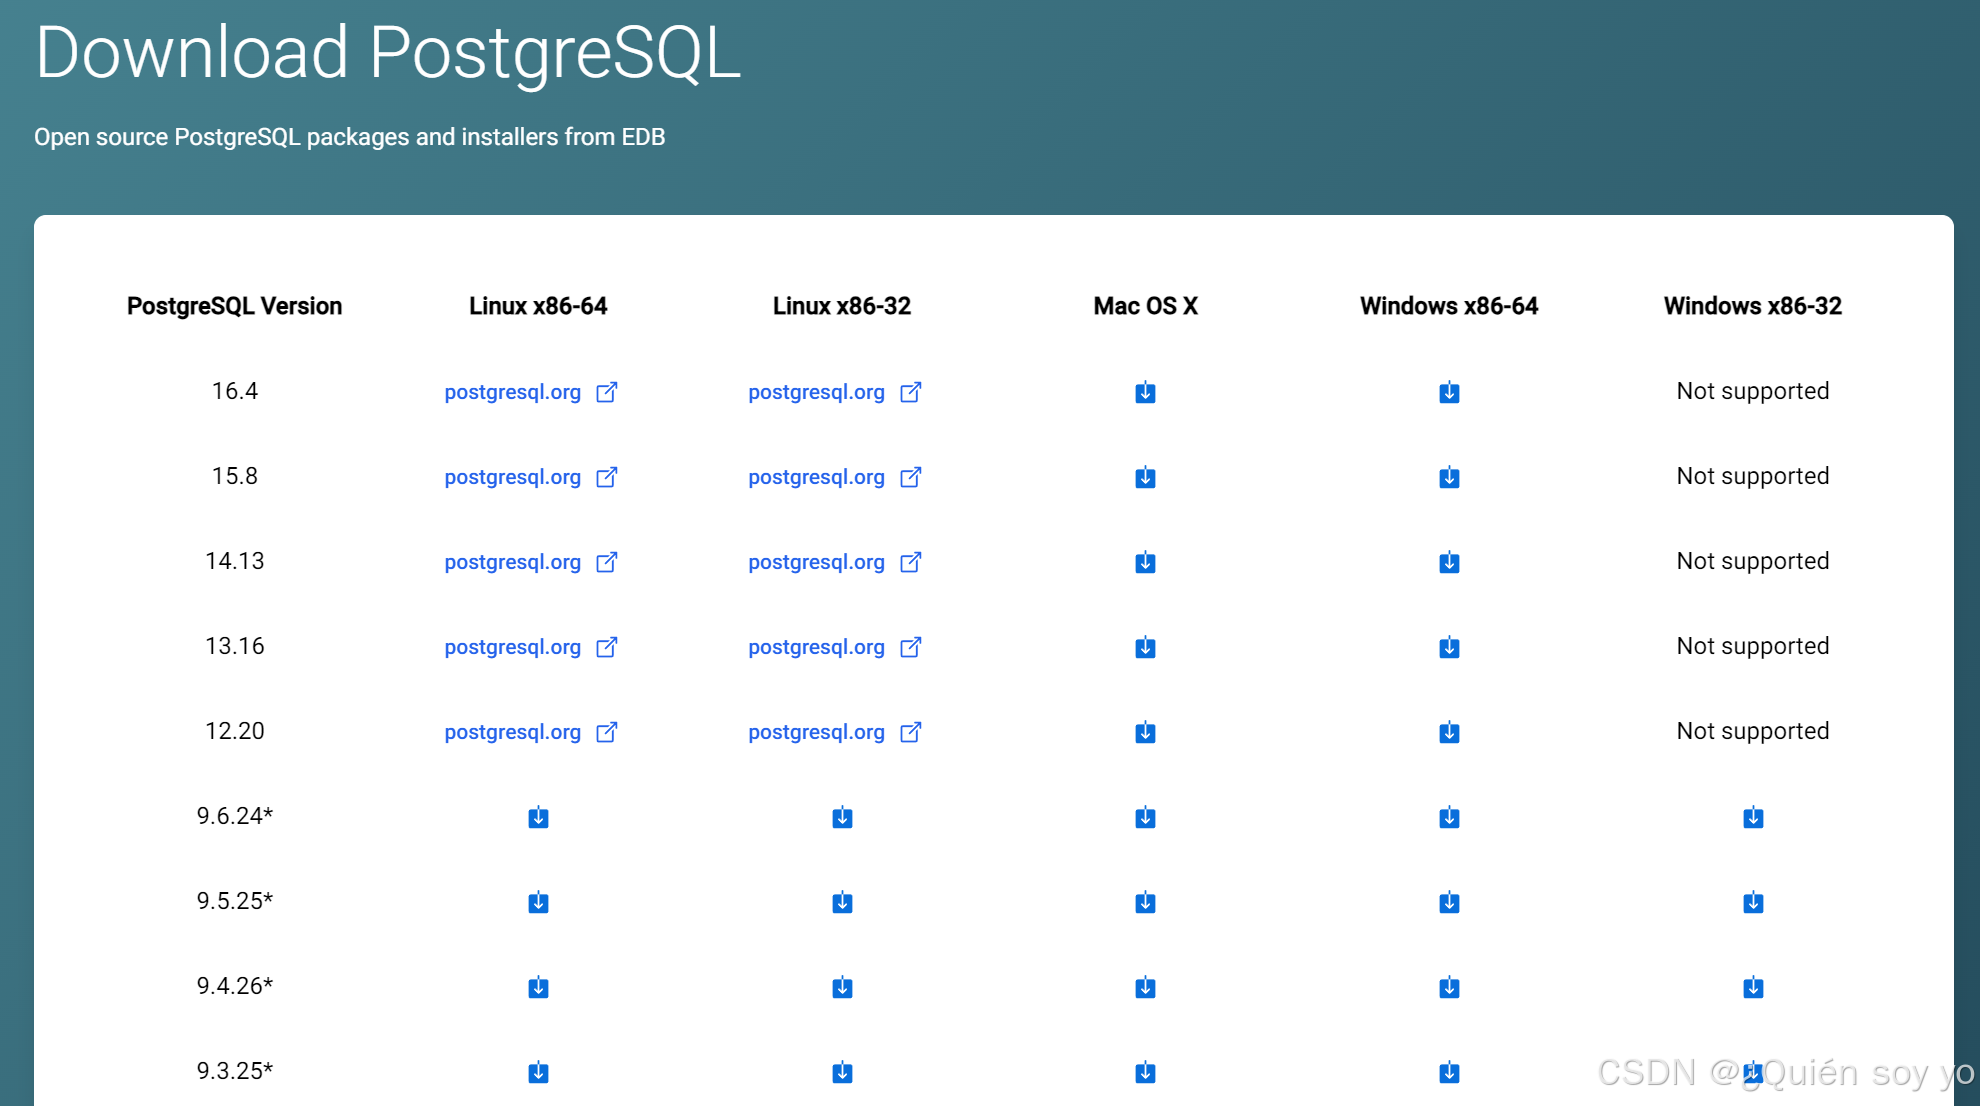 Download PostgreSQL
Open source PostgreSQL packages and installers from EDB
PostgreSQL Version Linux x86-64 Linux x86-32 Mac OS X Windows x86-64 Windows x86-32
16.4 postgresql.org postgresql.org Not supported
15.8 postgresql.org postgresql.org Not supported
14.13 postgresql.org postgresql.org Not supported
13.16 postgresql.org postgresql.org Not supported
12.20 postgresql.org postgresql.org Not supported
9.6.24*
9.5.25*
9.4.26*
9.3.25*
CSDN @¿Quién soy yo